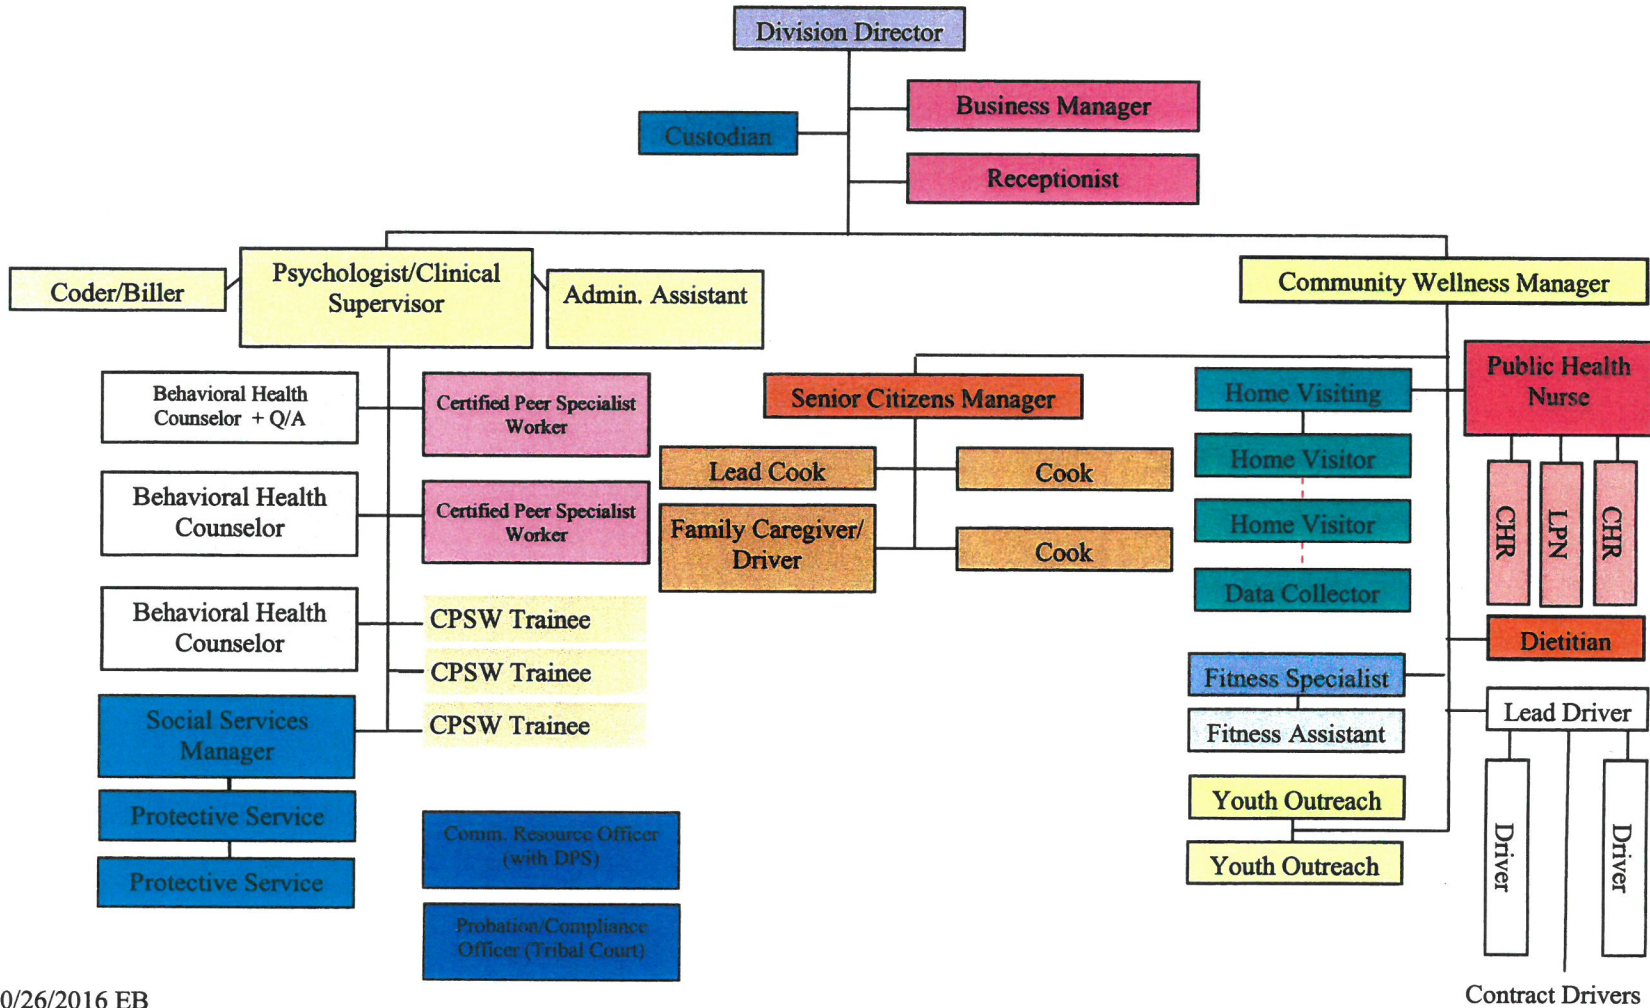 Division Director
Business Manager
Custodian
Receptionist
Coder/Biller
Psychologist/Clinical
Supervisor
Admin. Assistant
Community Wellness Manager
Behavioral Health
Counselor + Q/A
Certified Peer Specialist
Worker
Behavioral Health
Counselor
Certified Peer Specialist
Worker
Behavioral Health
Counselor
CPSW Trainee
CPSW Trainee
CPSW Trainee
Social Services
Manager
Protective Service
Protective Service
Comm. Resource Officer
(with DPS)
Probation/Compliance
Officer (Tribal Court)
Senior Citizens Manager
Lead Cook
Cook
Family Caregiver/
Driver
Cook
Home Visiting
Home Visitor
Home Visitor
Data Collector
Public Health
Nurse
CHR
LPN
CHR
Dietitian
Fitness Specialist
Fitness Assistant
Lead Driver
Youth Outreach
Youth Outreach
Driver
Driver
Contract Drivers
0/26/2016 EB